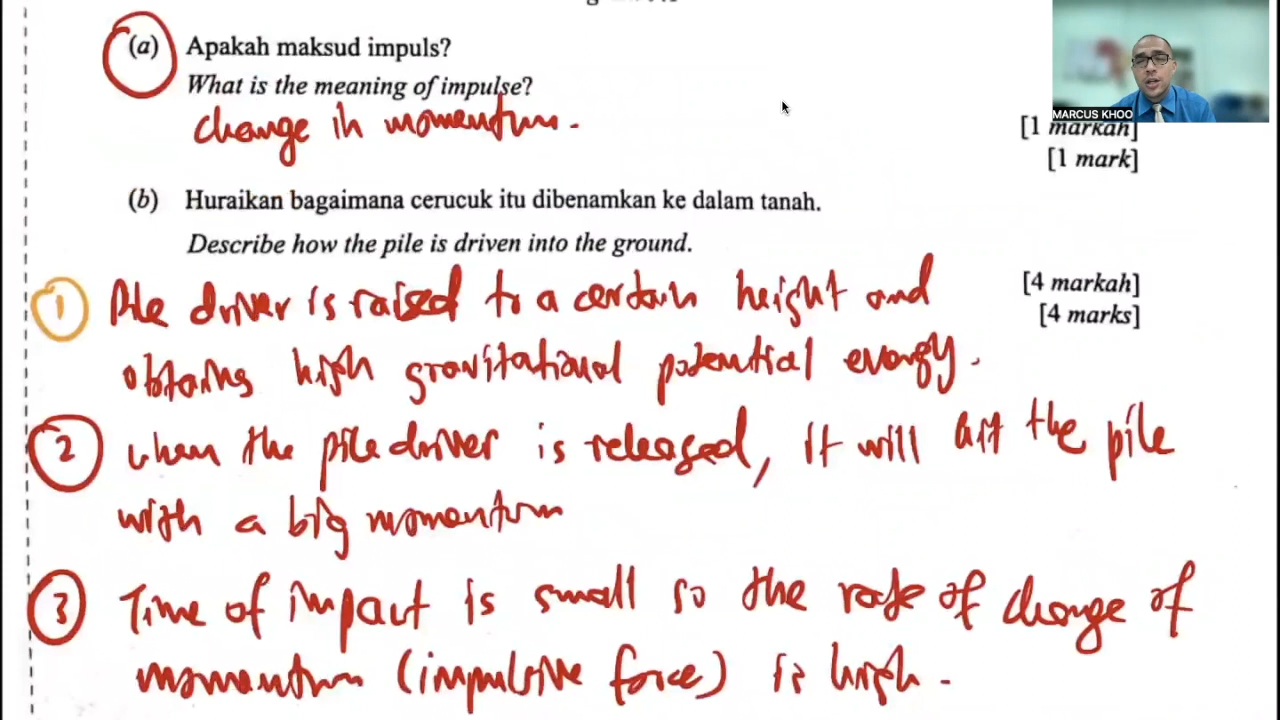 (a) Apakah maksud impuls?
What is the meaning of impulse?
change in momentum.
MARCUS KHOO
[1 markah]
[1 mark]
(b) Huraikan bagaimana cerucuk itu dibenamkan ke dalam tanah.
Describe how the pile is driven into the ground.
[4 markah]
[4 marks]
1 Pile driver is raised to a certain height and
obtains high gravitational potential energy.
2 when the pile driver is released, it will hit the pile
with a big momentum
3 Time of impact is small so the rate of change of
momentum (impulsive force) is high.